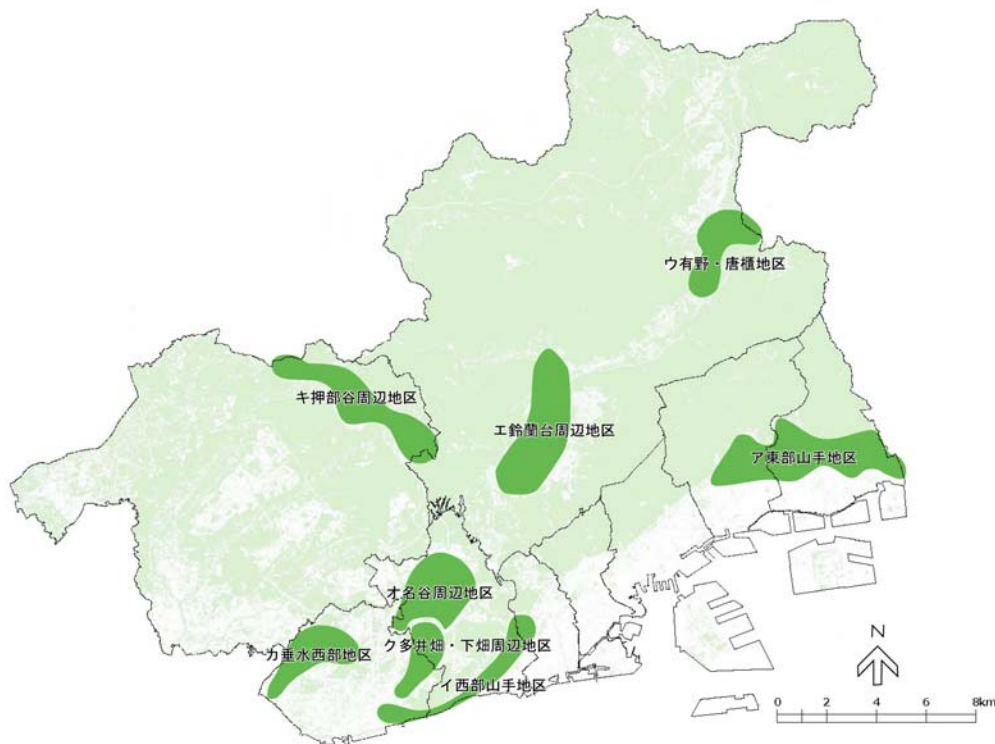 ウ有野・唐櫃地区
キ押部谷周辺地区
エ鈴蘭台周辺地区
ア東部山手地区
オ名谷周辺地区
ク多井畑・下畑周辺地区
カ垂水西部地区
イ西部山手地区
N
0 2 4 6 8km